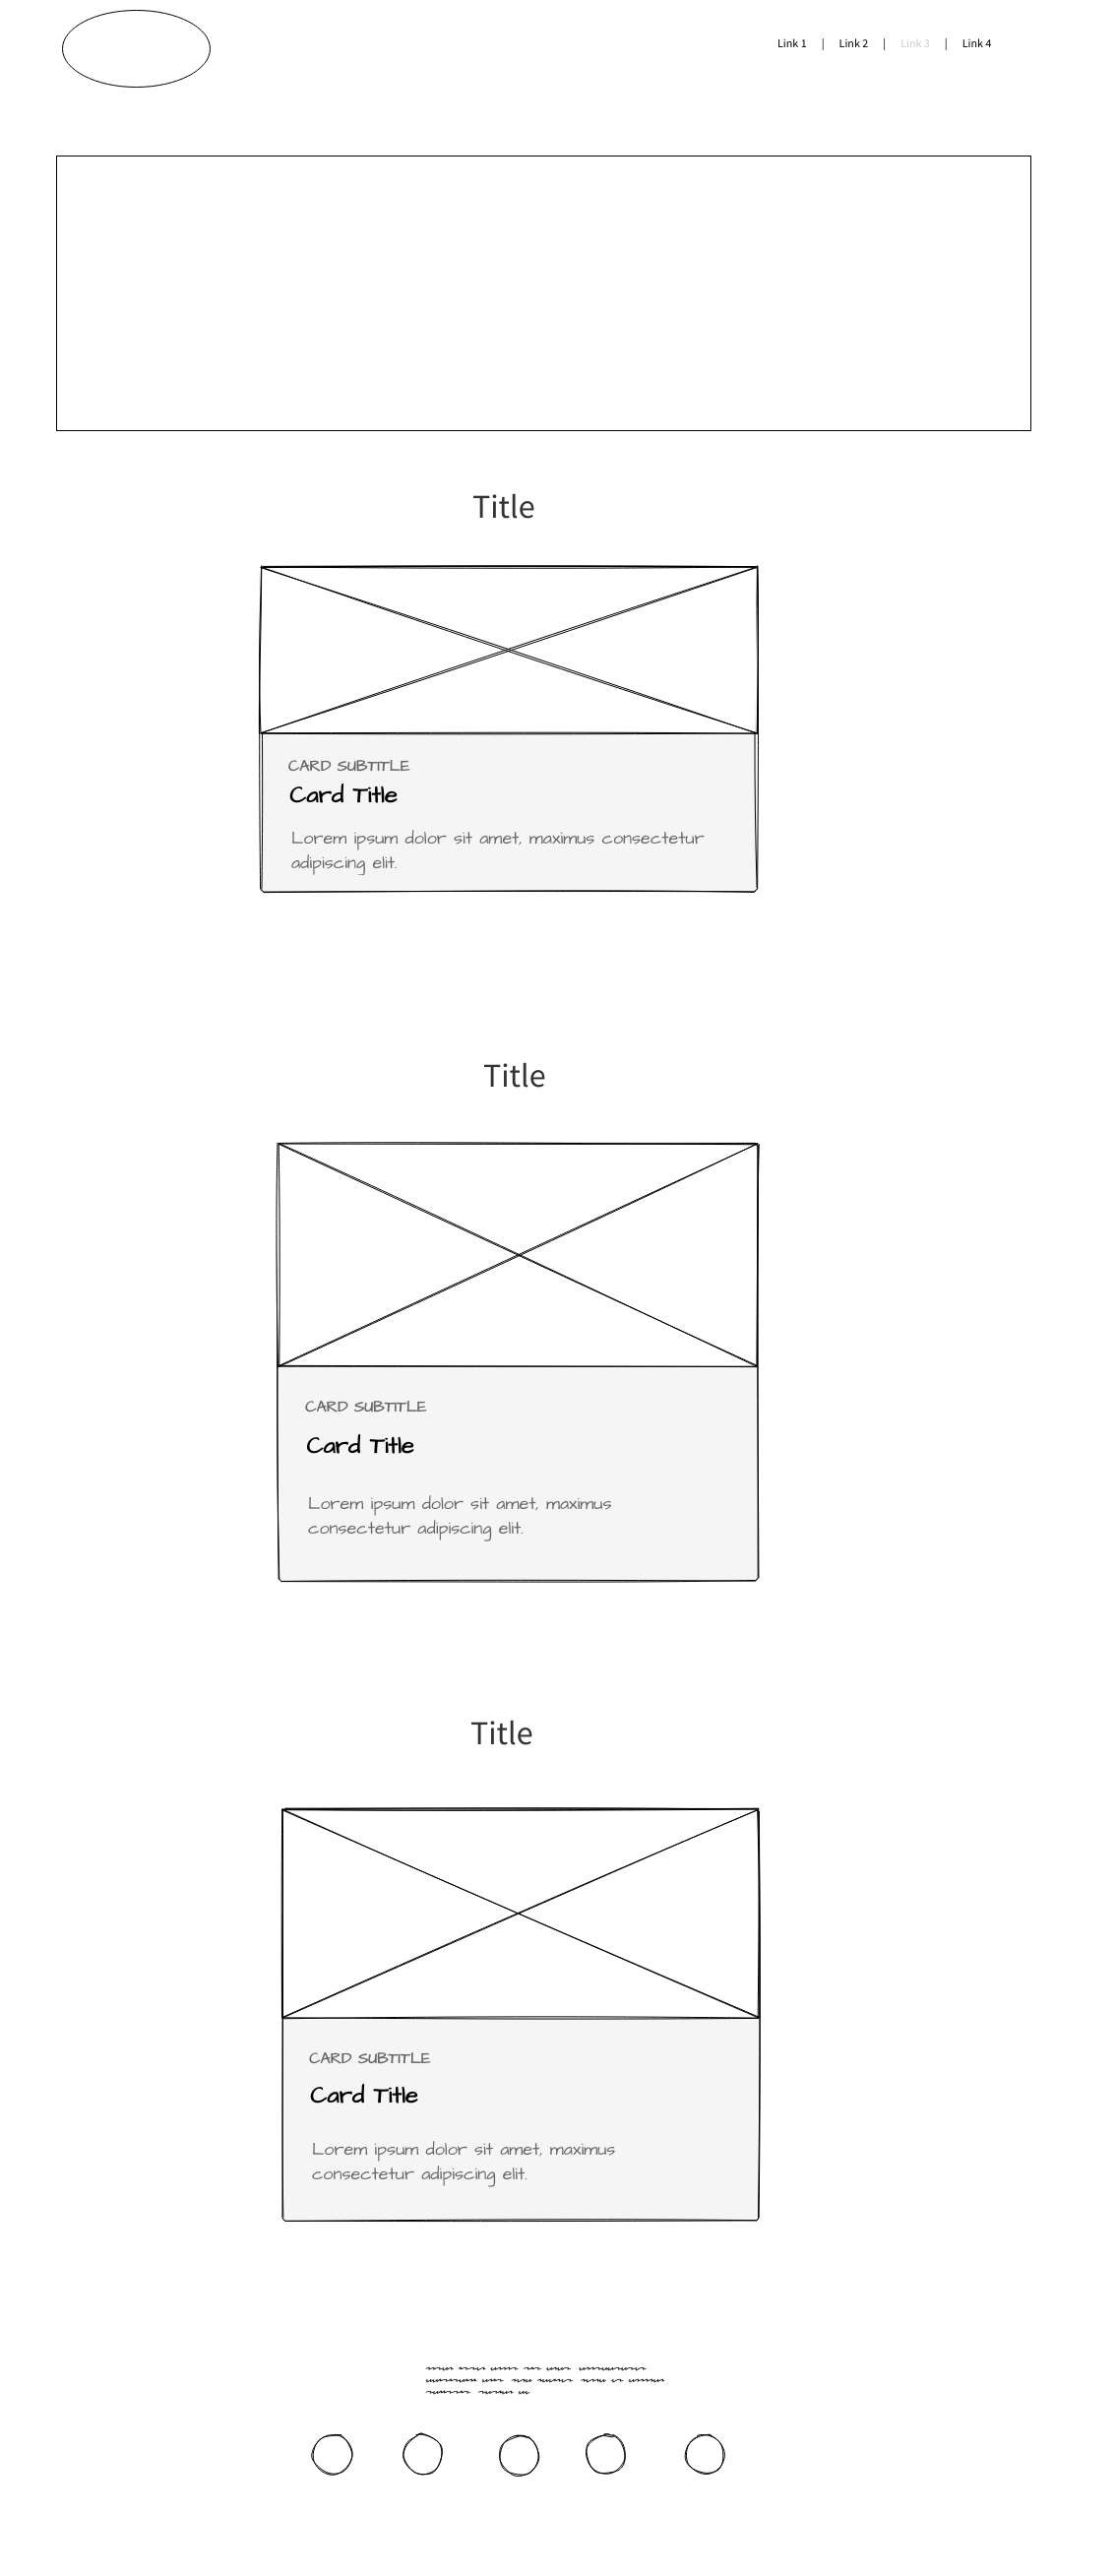 Link 1 | Link 2 | Link 3 | Link 4
Title
CARD SUBTITLE
Card Title
Lorem ipsum dolor sit amet, maximus consectetur
adipiscing elit.
Title
CARD SUBTITLE
Card Title
Lorem ipsum dolor sit amet, maximus
consectetur adipiscing elit.
Title
CARD SUBTITLE
Card Title
Lorem ipsum dolor sit amet, maximus
consectetur adipiscing elit.